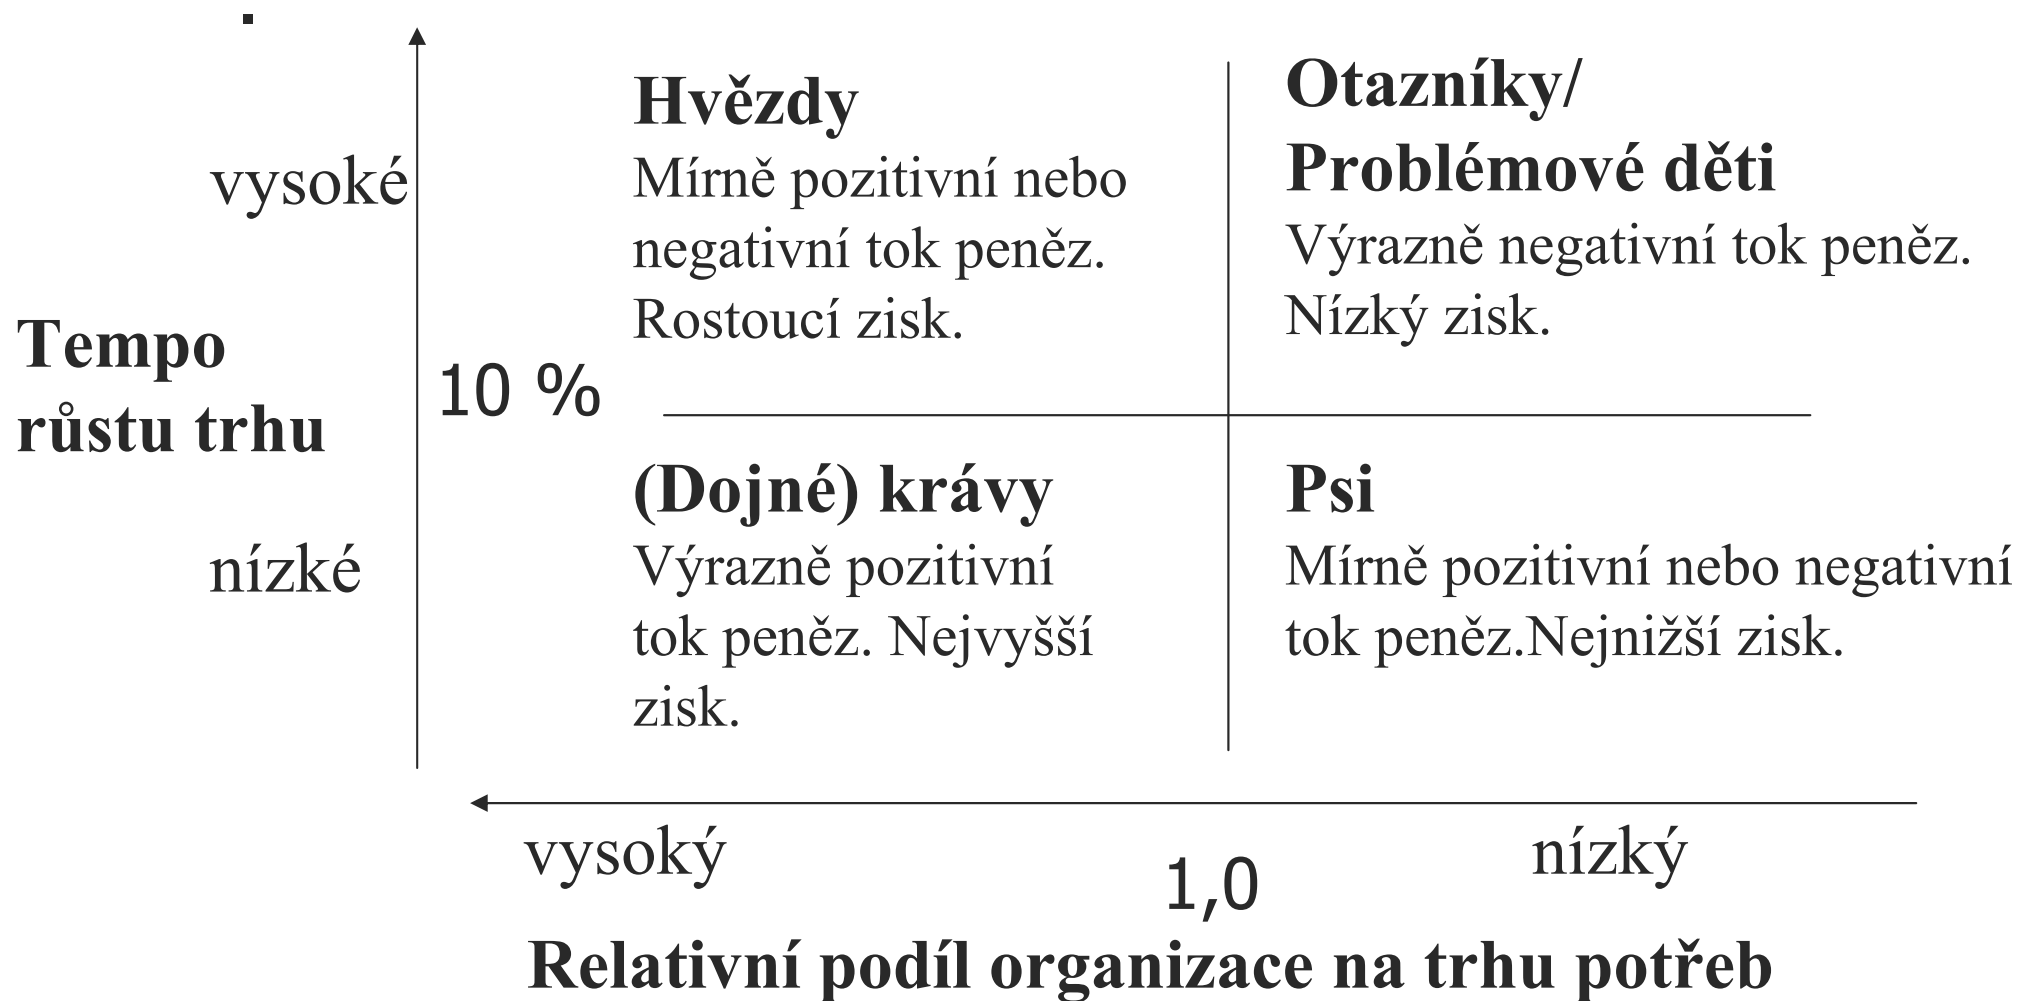 Hvězdy
Mírně pozitivní nebo
negativní tok peněz.
Rostoucí zisk.
Otazníky/
Problémové děti
Výrazně negativní tok peněz.
Nízký zisk.
vysoké
Tempo
růstu trhu
10 %
nízké
(Dojné) krávy
Výrazně pozitivní
tok peněz. Nejvyšší
zisk.
Psi
Mírně pozitivní nebo negativní
tok peněz.Nejnižší zisk.
vysoký
1,0
nízký
Relativní podíl organizace na trhu potřeb